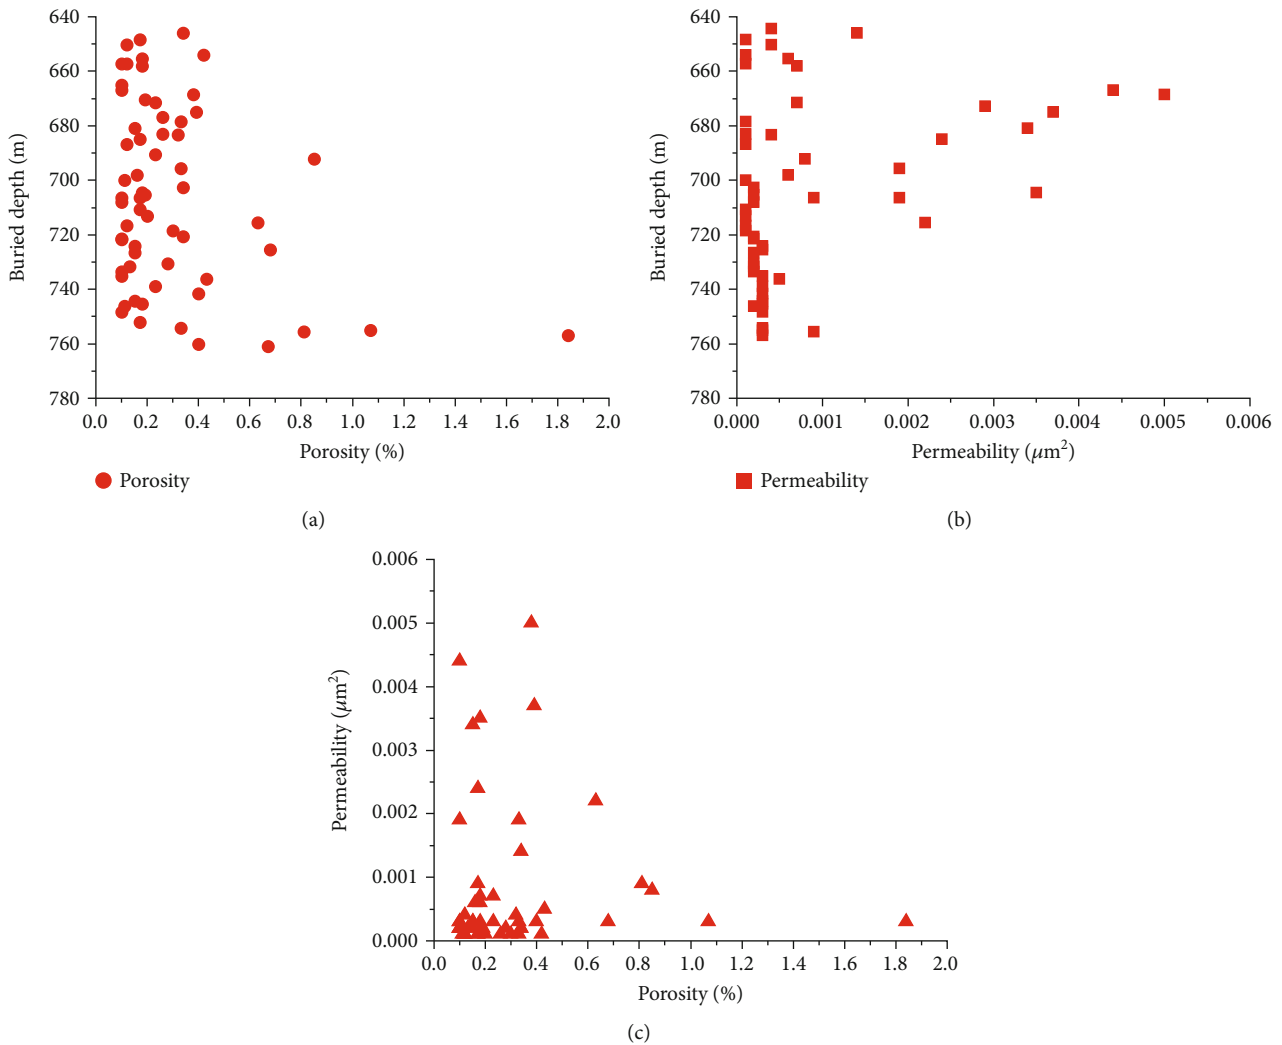 640
660
680
700
720
740
760
780
Buried depth (m)
0.0 0.2 0.4 0.6 0.8 1.0 1.2 1.4 1.6 1.8 2.0
Porosity (%)
Porosity
(a)
640
660
680
700
720
740
760
780
Buried depth (m)
0.000 0.001 0.002 0.003 0.004 0.005 0.006
Permeability (μm²)
Permeability
(b)
0.006
0.005
0.004
0.003
0.002
0.001
0.000
Permeability (μm²)
0.0 0.2 0.4 0.6 0.8 1.0 1.2 1.4 1.6 1.8 2.0
Porosity (%)
(c)